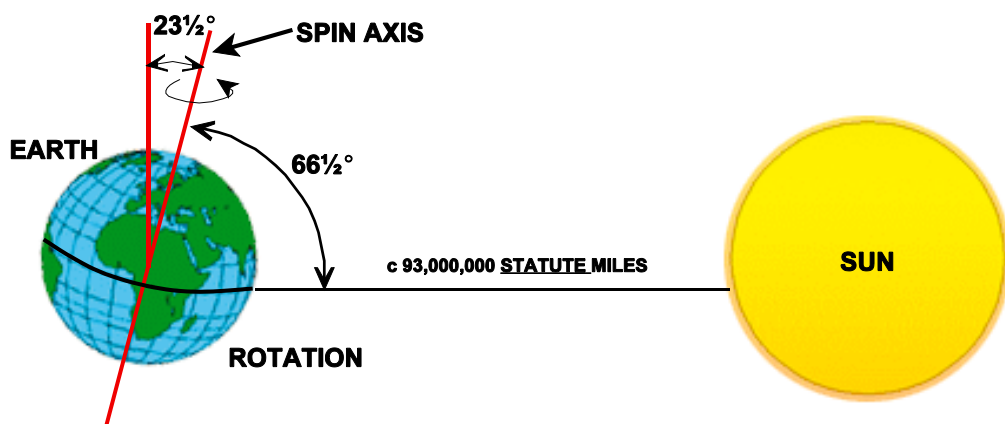 23½°
SPIN AXIS
EARTH
66½°
c 93,000,000 STATUTE MILES
SUN
ROTATION